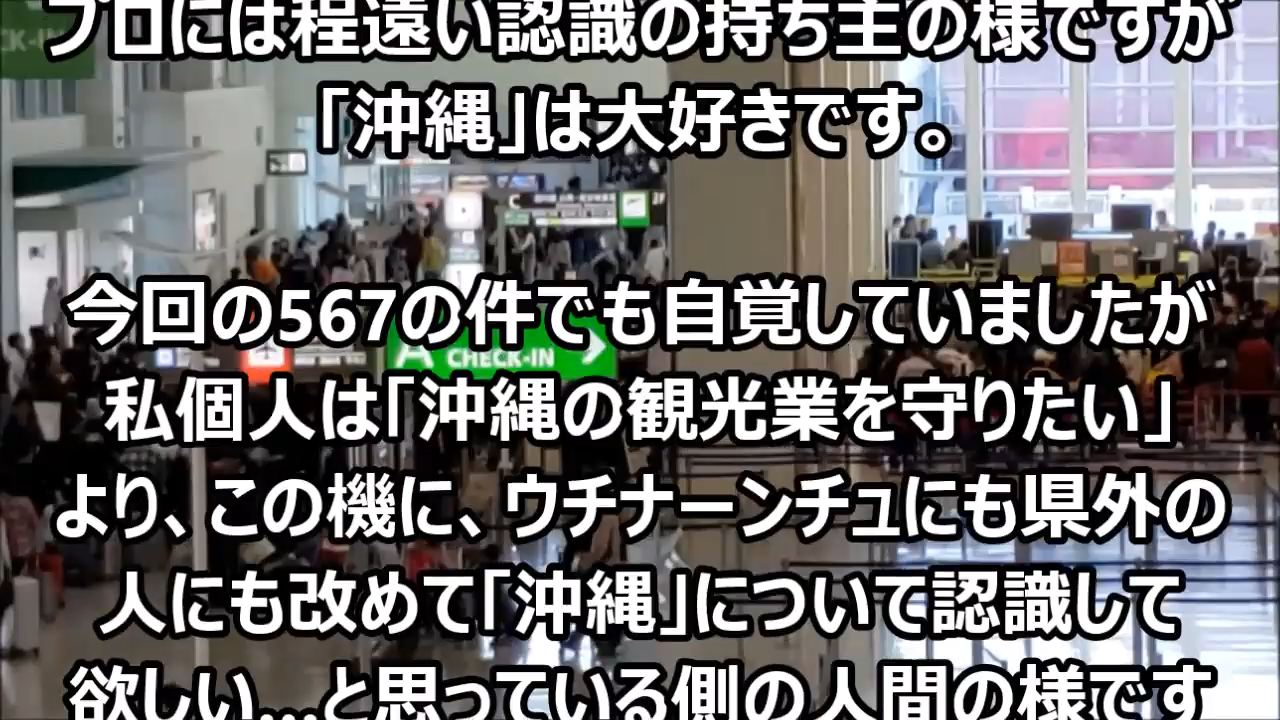 プロには程遠い認識の持ち主の様ですが
「沖縄」は大好きです。
今回の567の件でも自覚していましたが
A CHECK-IN
私個人は「沖縄の観光業を守りたい」
より、この機に、ウチナーンチュにも県外の
人にも改めて「沖縄」について認識して
欲しい…と思っている側の人間の様です